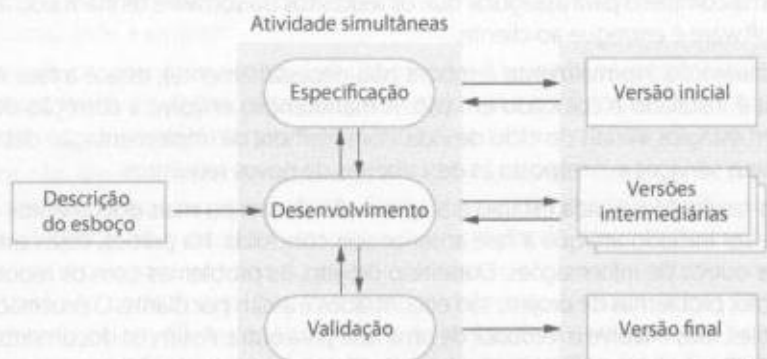 Atividade simultâneas
Especificação
Versão inicial
Descrição
do esboço
Desenvolvimento
Versões
intermediárias
Validação
Versão final